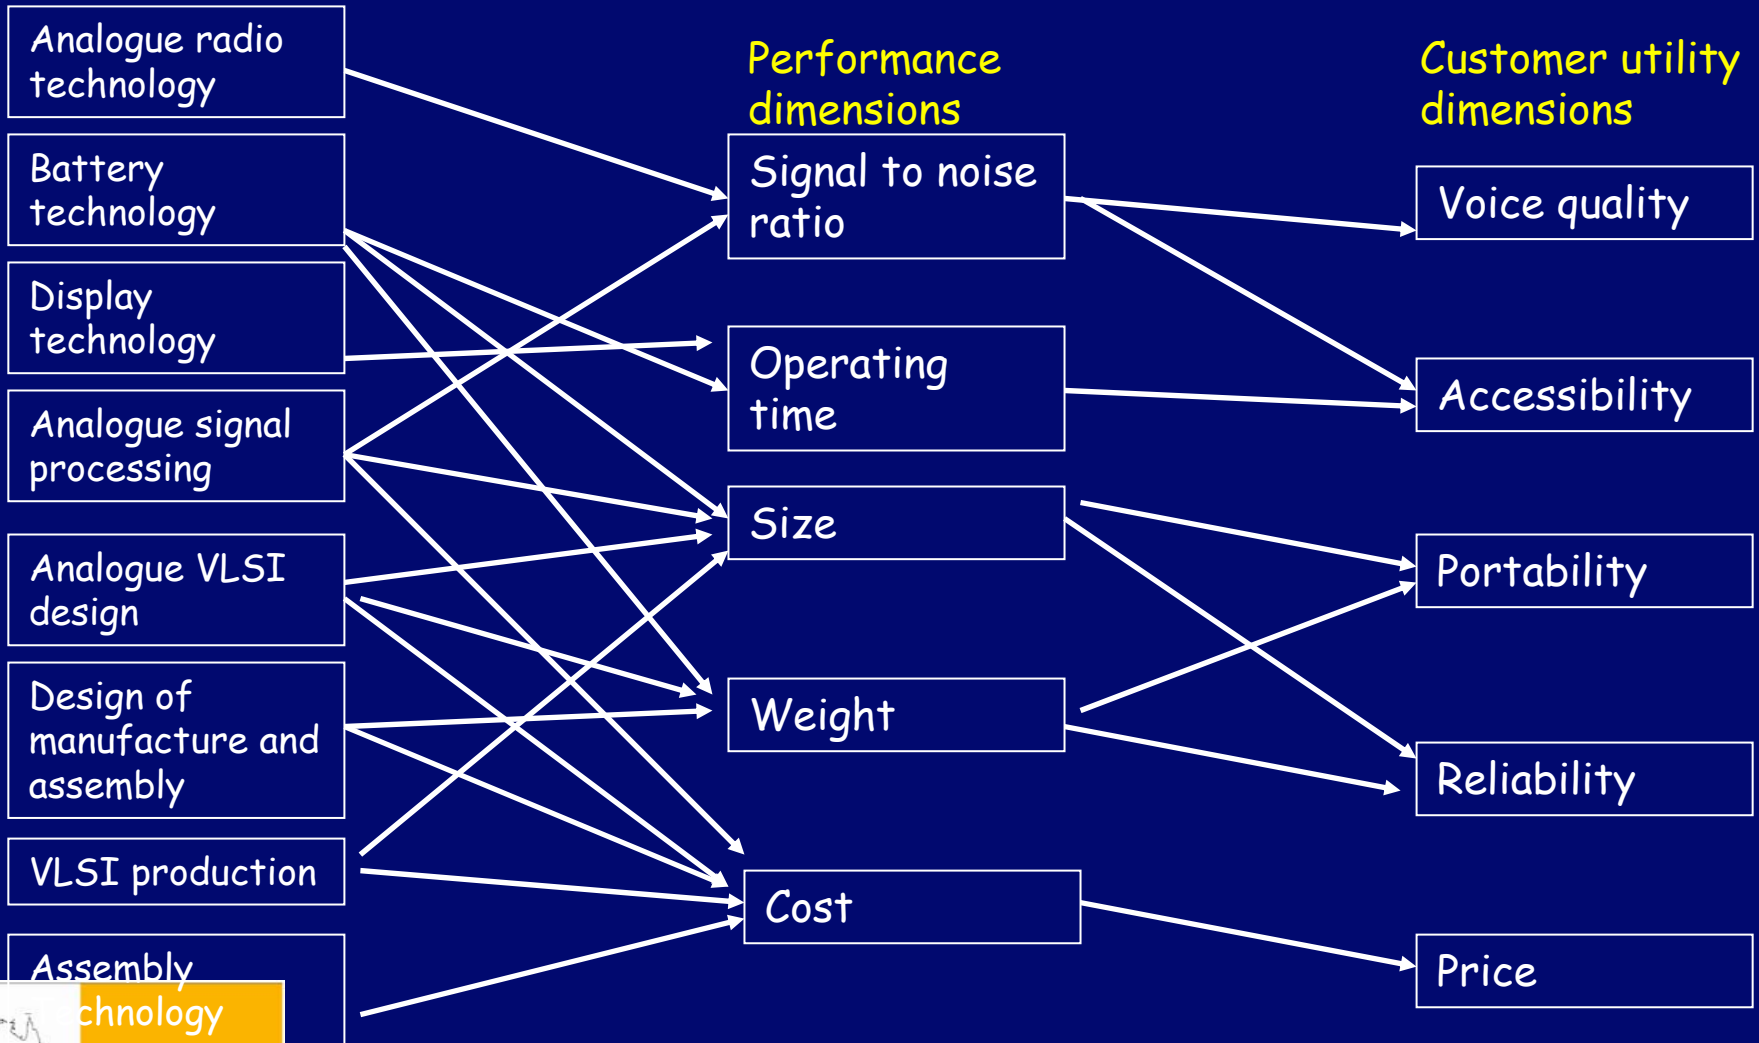 Analogue radio
technology
Battery
technology
Display
technology
Analogue signal
processing
Analogue VLSI
design
Design of
manufacture and
assembly
VLSI production
Assembly
chnology
Performance
dimensions
Signal to noise
ratio
Operating
time
Size
Weight
Cost
Customer utility
dimensions
Voice quality
Accessibility
Portability
Reliability
Price